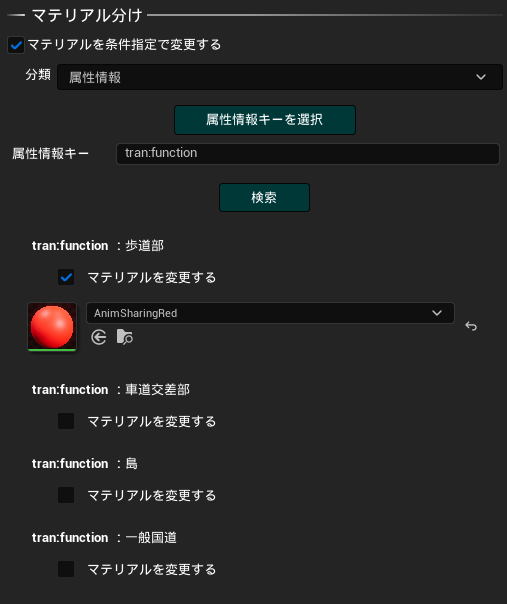 マテリアル分け
マテリアルを条件指定で変更する
分類 属性情報
属性情報キーを選択
属性情報キー tran:function
検索
tran:function ：歩道部
マテリアルを変更する
AnimSharingRed
tran:function ：車道交差部
マテリアルを変更する
tran:function ：島
マテリアルを変更する
tran:function ：一般国道
マテリアルを変更する